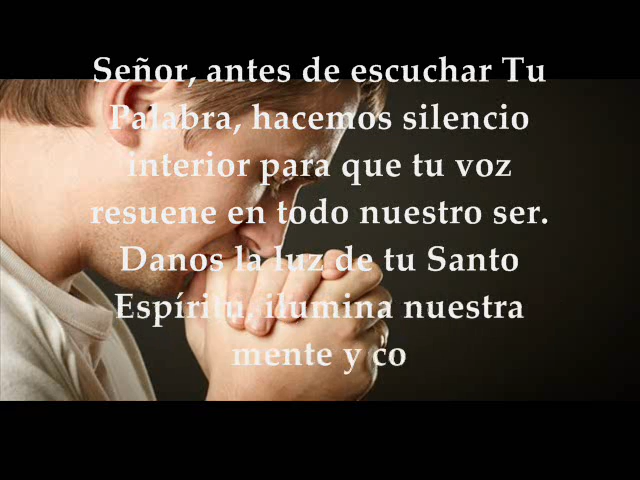 Señor, antes de escuchar Tu
Palabra, hacemos silencio
interior para que tu voz
resuene en todo nuestro ser.
Danos la luz de tu Santo
Espíritu, ilumina nuestra
mente y co